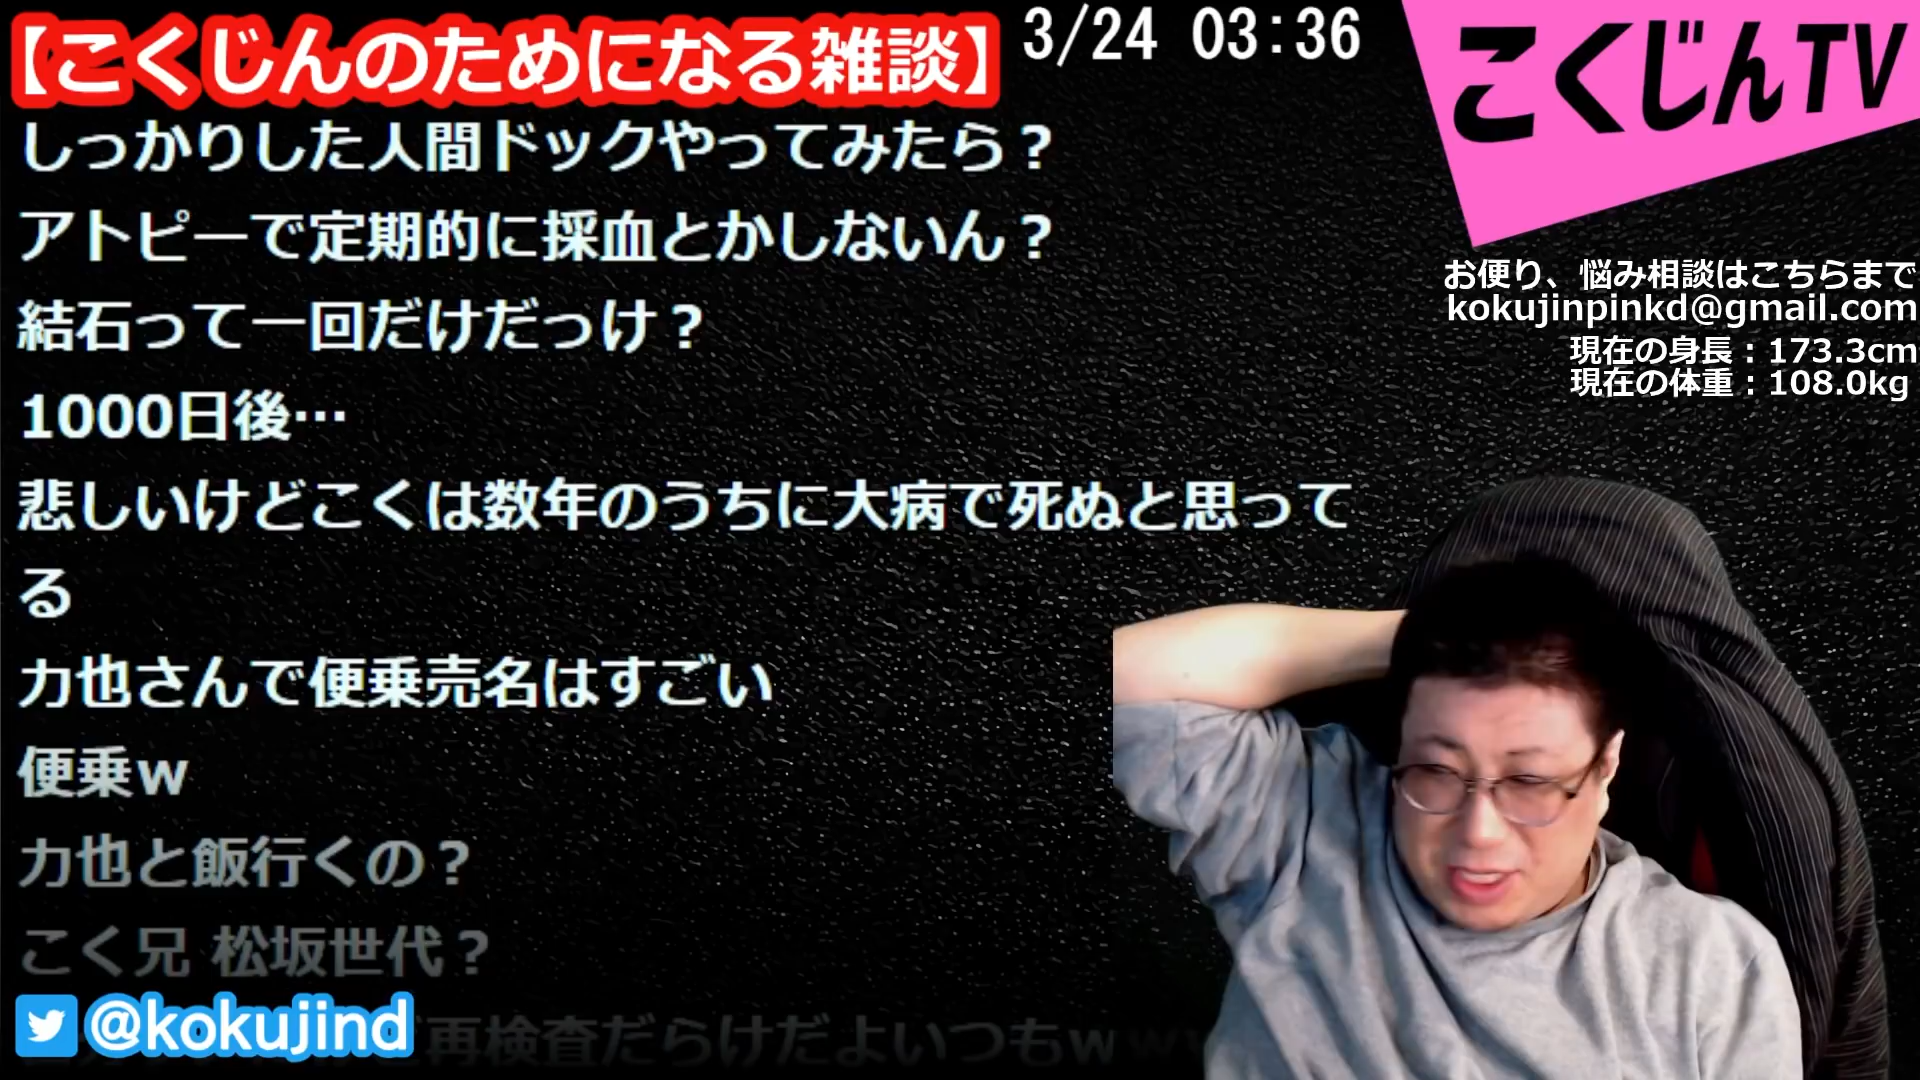 【こくじんのためになる雑談】
3/24 03:36
こくじんTV
しっかりした人間ドックやってみたら？
アトピーで定期的に採血とかしないん？
お便り、悩み相談はこちらまで
kokujinpinkd@gmail.com
現在の身長：173.3cm
現在の体重：108.0kg
結石って一回だけだっけ？
1000日後…
悲しいけどこくは数年のうちに大病で死ぬと思って
る
力也さんで便乗売名はすごい
便乗w
力也と飯行くの？
こく兄 松坂世代？
@kokujind
再検査だらけだよいつもwww